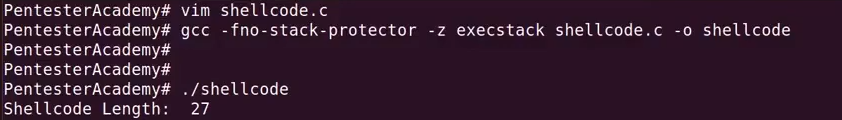 PentesterAcademy# vim shellcode.c
PentesterAcademy# gcc -fno-stack-protector -z execstack shellcode.c -o shellcode
PentesterAcademy#
PentesterAcademy#
PentesterAcademy# ./shellcode
Shellcode Length:  27